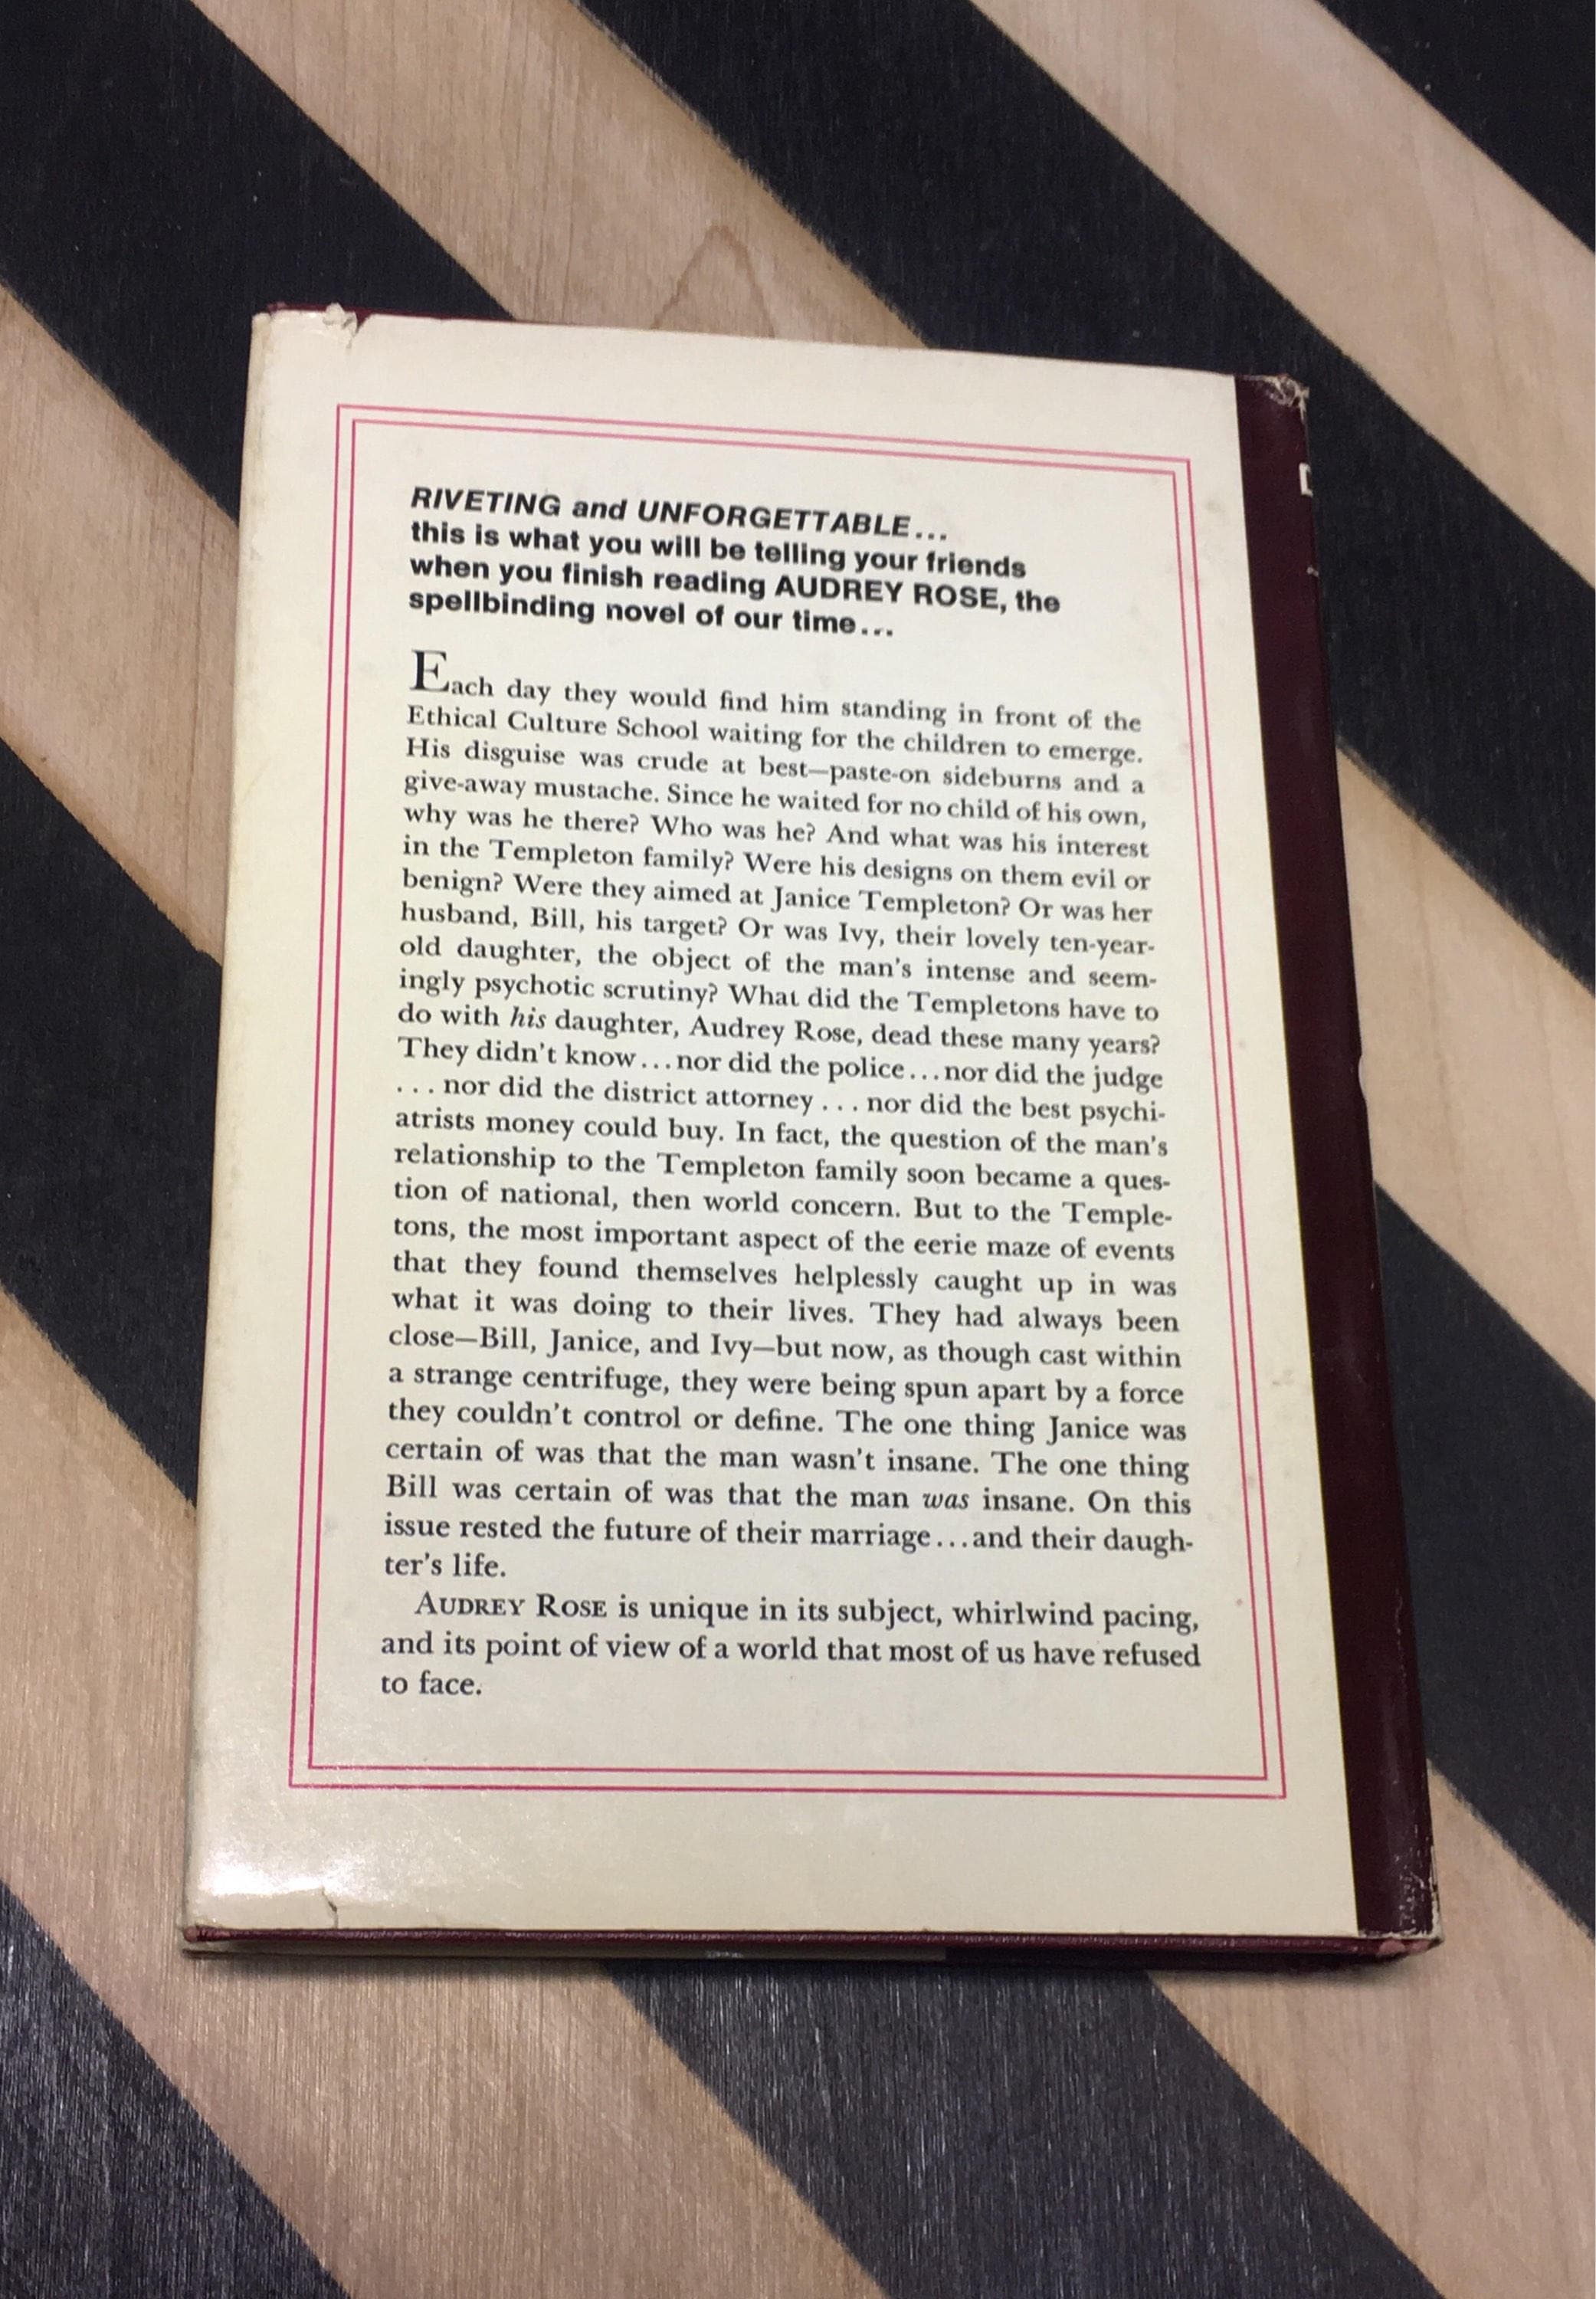 RIVETING and UNFORGETTABLE...
this is what you will be telling your friends
when you finish reading AUDREY ROSE, the
spellbinding novel of our time...
Each day they would find him standing in front of the
Ethical Culture School waiting for the children to emerge.
His disguise was crude at best—paste-on sideburns and a
give-away mustache. Since he waited for no child of his own,
why was he there? Who was he? And what was his interest
in the Templeton family? Were his designs on them evil or
benign? Were they aimed at Janice Templeton? Or was her
husband, Bill, his target? Or was Ivy, their lovely ten-year-
old daughter, the object of the man's intense and seem-
ingly psychotic scrutiny? What did the Templetons have to
do with his daughter, Audrey Rose, dead these many years?
They didn't know...nor did the police...nor did the judge
...nor did the district attorney...nor did the best psychi-
atrists money could buy. In fact, the question of the man's
relationship to the Templeton family soon became a ques-
tion of national, then world concern. But to the Temple-
tons, the most important aspect of the eerie maze of events
that they found themselves helplessly caught up in was
what it was doing to their lives. They had always been
close—Bill, Janice, and Ivy—but now, as though cast within
a strange centrifuge, they were being spun apart by a force
they couldn't control or define. The one thing Janice was
certain of was that the man wasn't insane. The one thing
Bill was certain of was that the man was insane. On this
issue rested the future of their marriage...and their daugh-
ter's life.
AUDREY ROSE is unique in its subject, whirlwind pacing,
and its point of view of a world that most of us have refused
to face.